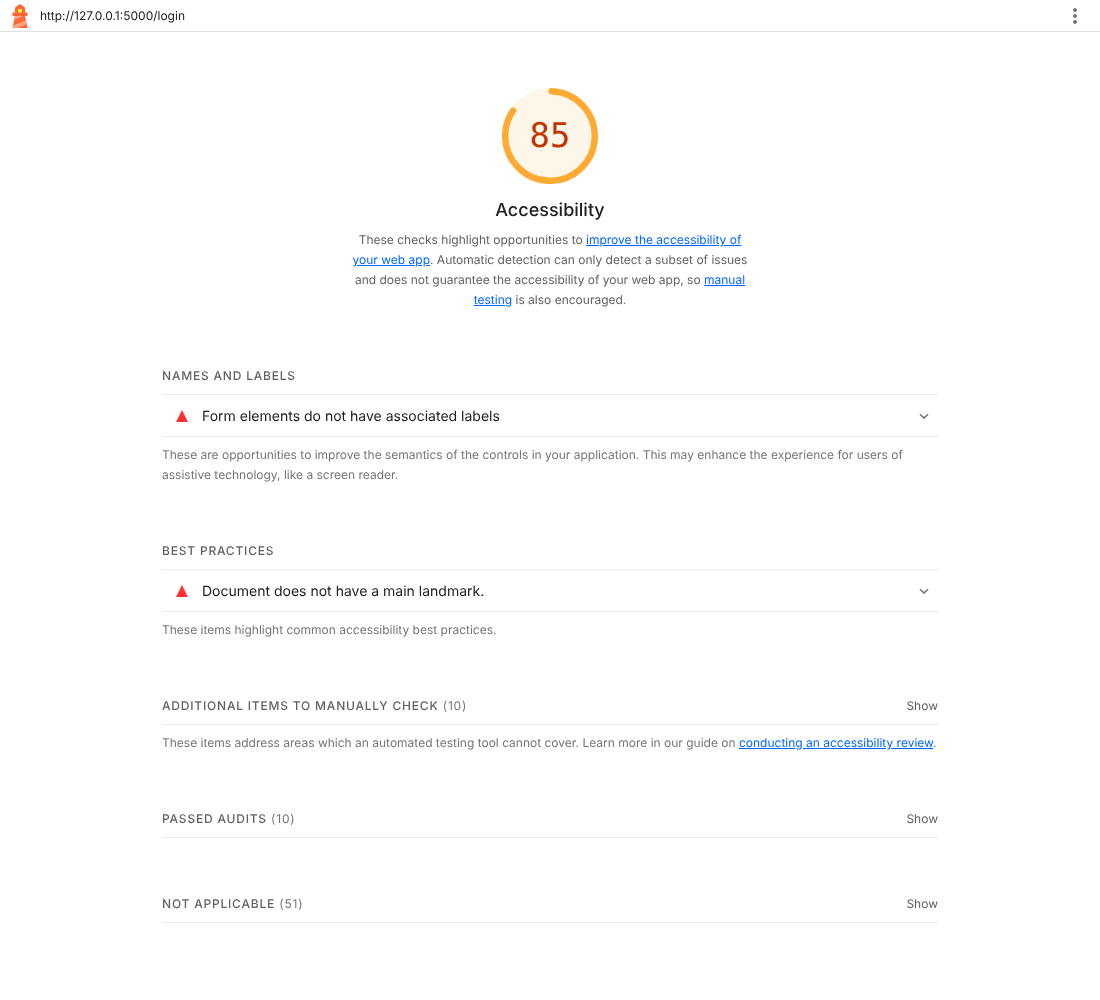 http://127.0.0.1:5000/login
85
Accessibility
These checks highlight opportunities to improve the accessibility of
your web app. Automatic detection can only detect a subset of issues
and does not guarantee the accessibility of your web app, so manual
testing is also encouraged.
NAMES AND LABELS
Form elements do not have associated labels
These are opportunities to improve the semantics of the controls in your application. This may enhance the experience for users of
assistive technology, like a screen reader.
BEST PRACTICES
Document does not have a main landmark.
These items highlight common accessibility best practices.
ADDITIONAL ITEMS TO MANUALLY CHECK (10) Show
These items address areas which an automated testing tool cannot cover. Learn more in our guide on conducting an accessibility review.
PASSED AUDITS (10) Show
NOT APPLICABLE (51) Show